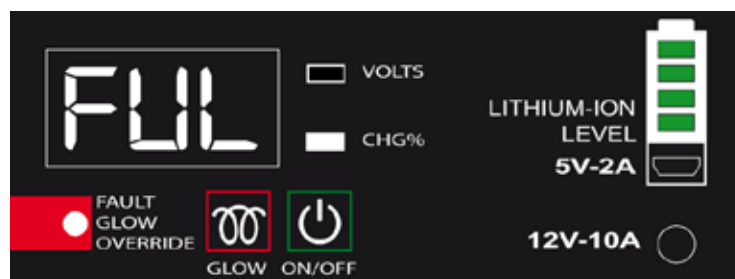 FUL
VOLTS
CHG%
LITHIUM-ION
LEVEL
5V-2A
FAULT
GLOW
OVERRIDE
GLOW
ON/OFF
12V-10A